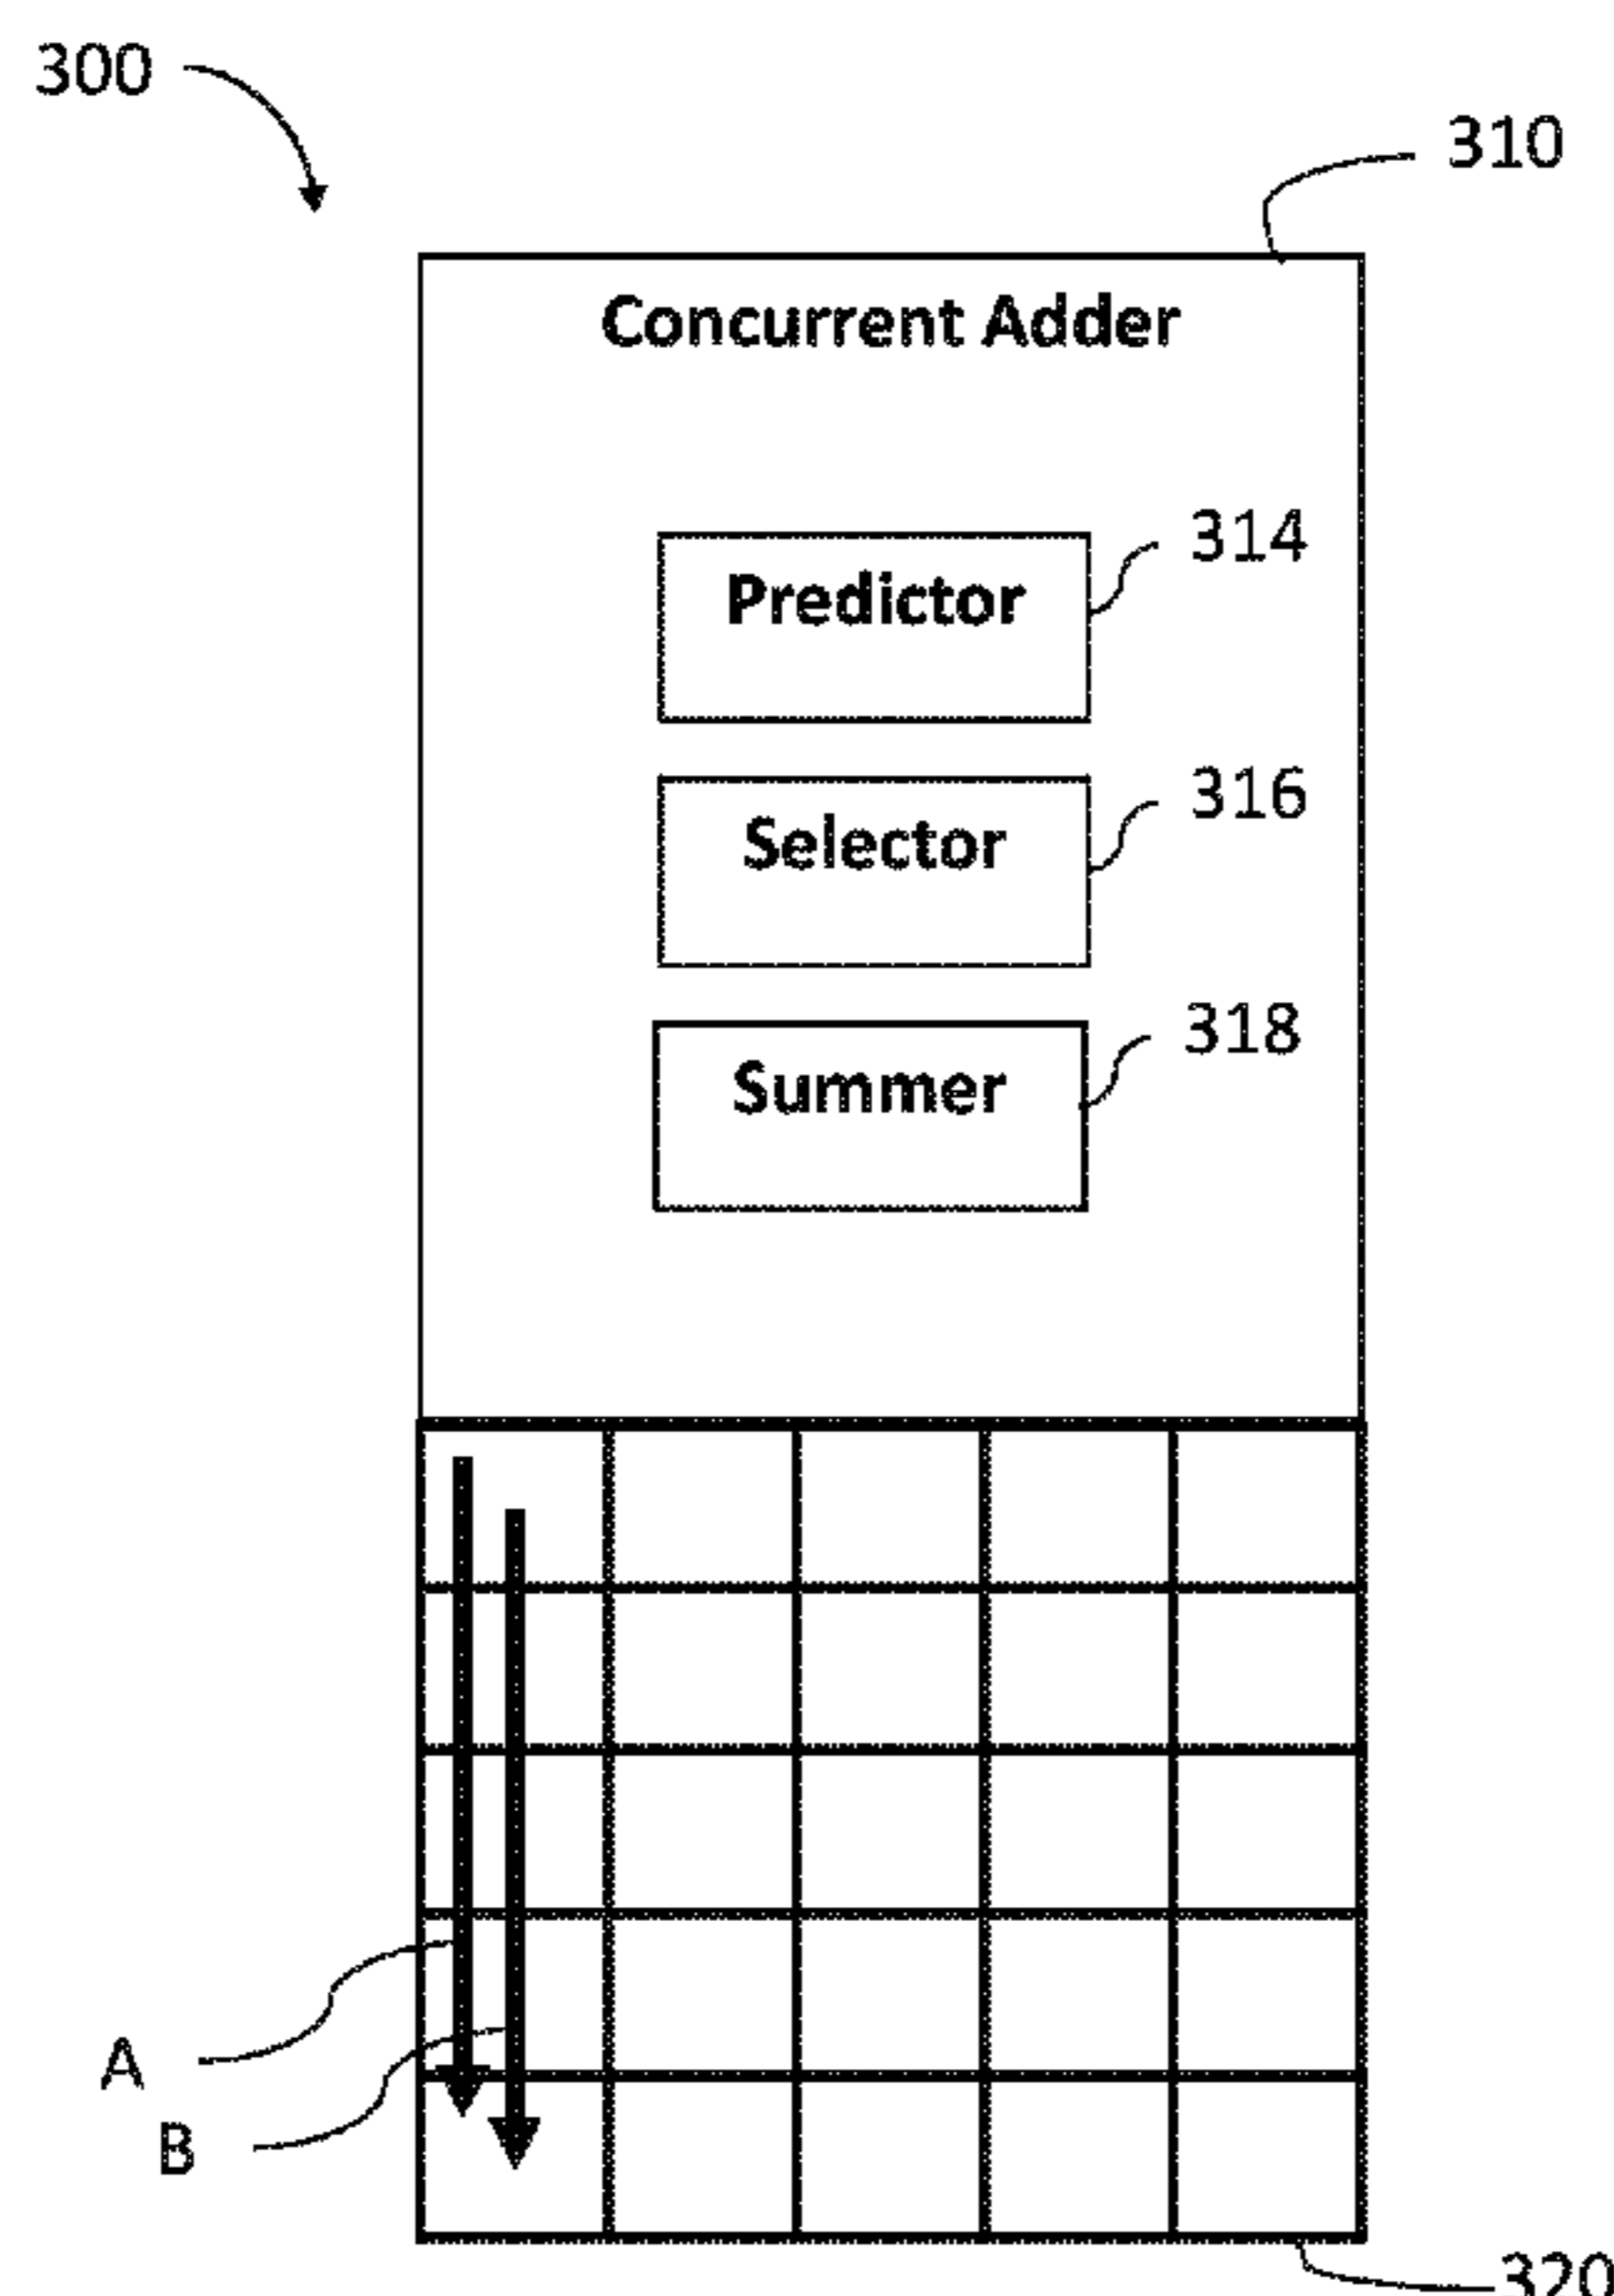 300
310
Concurrent Adder
314
Predictor
316
Selector
318
Summer
A
B
320